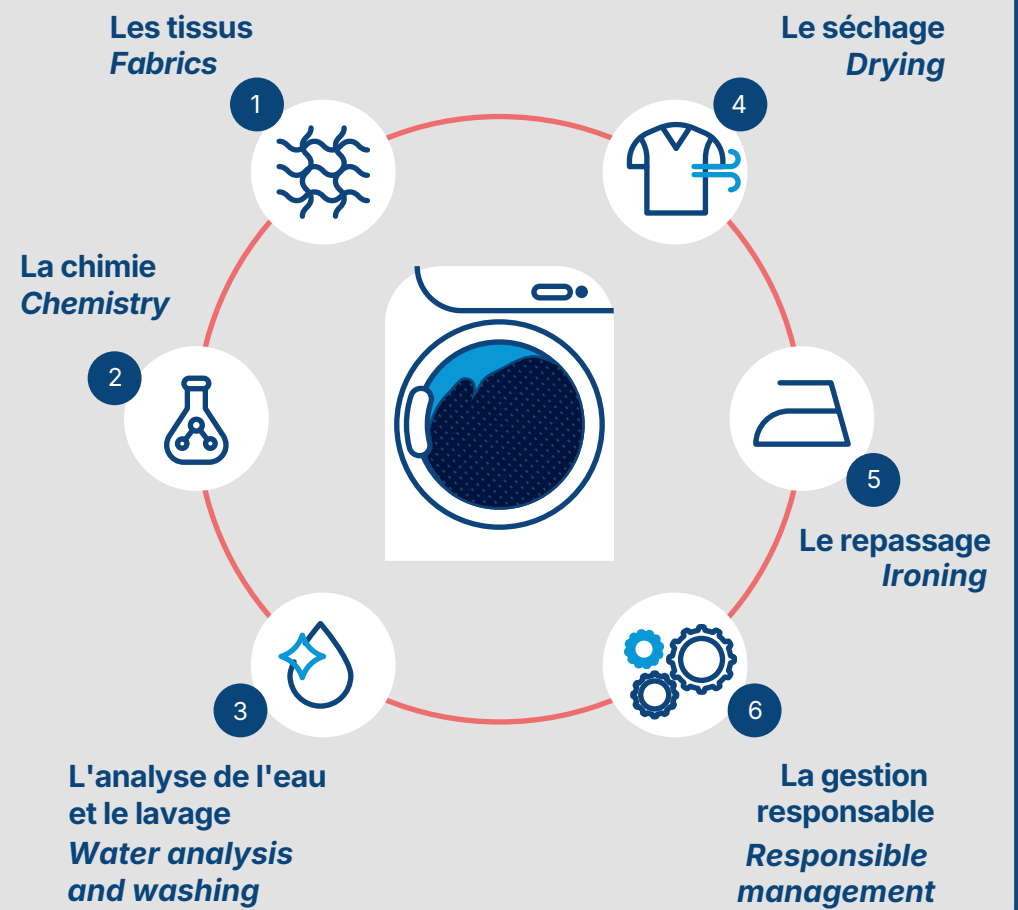 Les tissus
Fabrics
1
La chimie
Chemistry
2
3
L'analyse de l'eau
et le lavage
Water analysis
and washing
Le séchage
Drying
4
5
Le repassage
Ironing
6
La gestion
responsable
Responsible
management